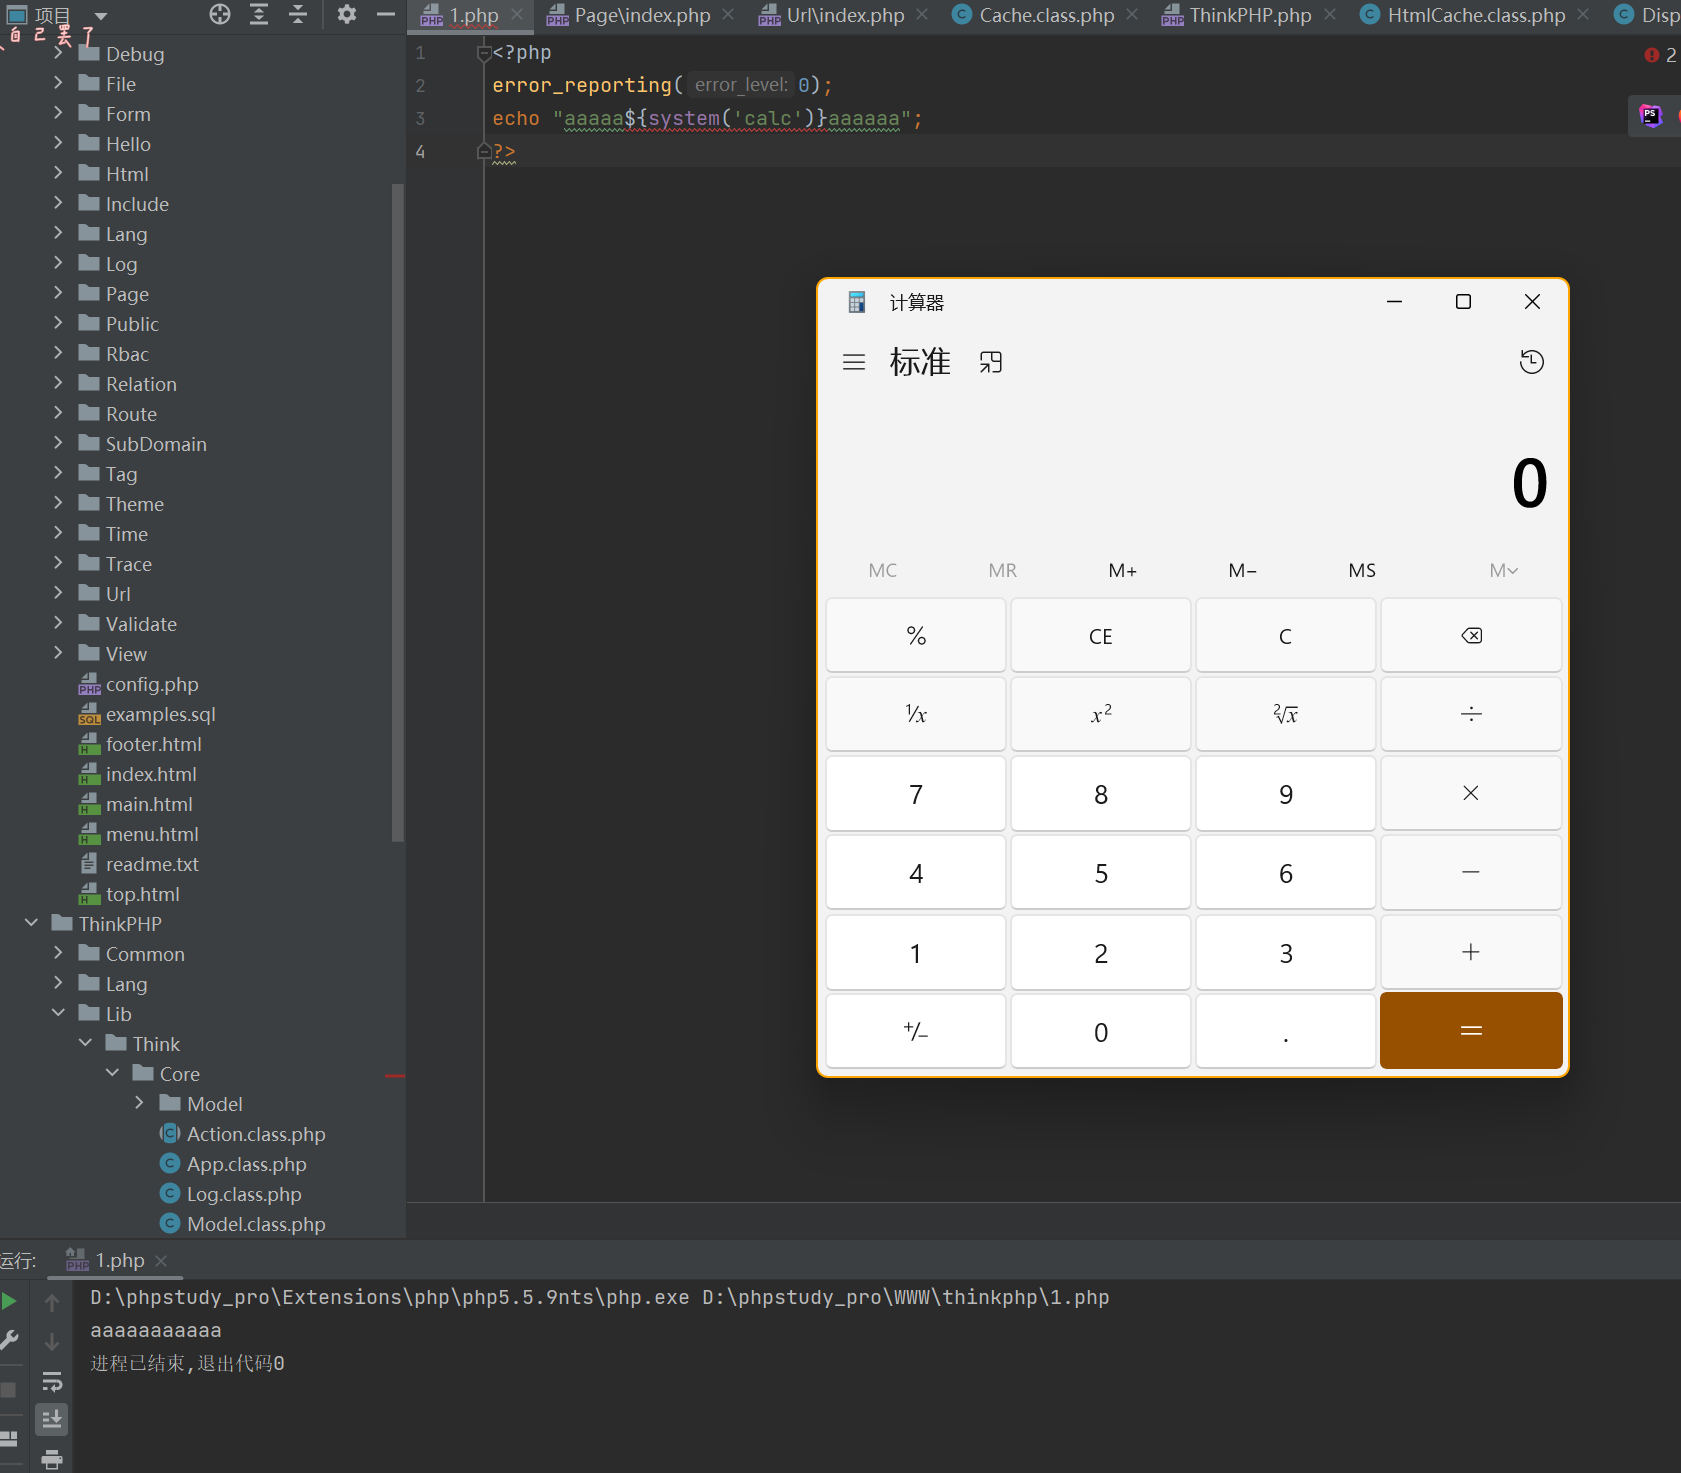 项目
自己罢了
1.php
Page\index.php
Url\index.php
Cache.class.php
ThinkPHP.php
HtmlCache.class.php
Disp
Debug
File
Form
Hello
Html
Include
Lang
Log
Page
Public
Rbac
Relation
Route
SubDomain
Tag
Theme
Time
Trace
Url
Validate
View
config.php
examples.sql
footer.html
index.html
main.html
menu.html
readme.txt
top.html
ThinkPHP
Common
Lang
Lib
Think
Core
Model
Action.class.php
App.class.php
Log.class.php
Model.class.php
1 <?php
2 error_reporting( error_level: 0);
3 echo "aaaaa${system('calc')}aaaaaa";
4 ?>
2
计算器
标准
0
MC MR M+ M− MS M
% CE C
⅟x x² ²√x ÷
7 8 9 ×
4 5 6 −
1 2 3 +
+/− 0 . =
运行: 1.php
D:\phpstudy_pro\Extensions\php\php5.5.9nts\php.exe D:\phpstudy_pro\WWW\thinkphp\1.php
aaaaaaaaaaa
进程已结束,退出代码0